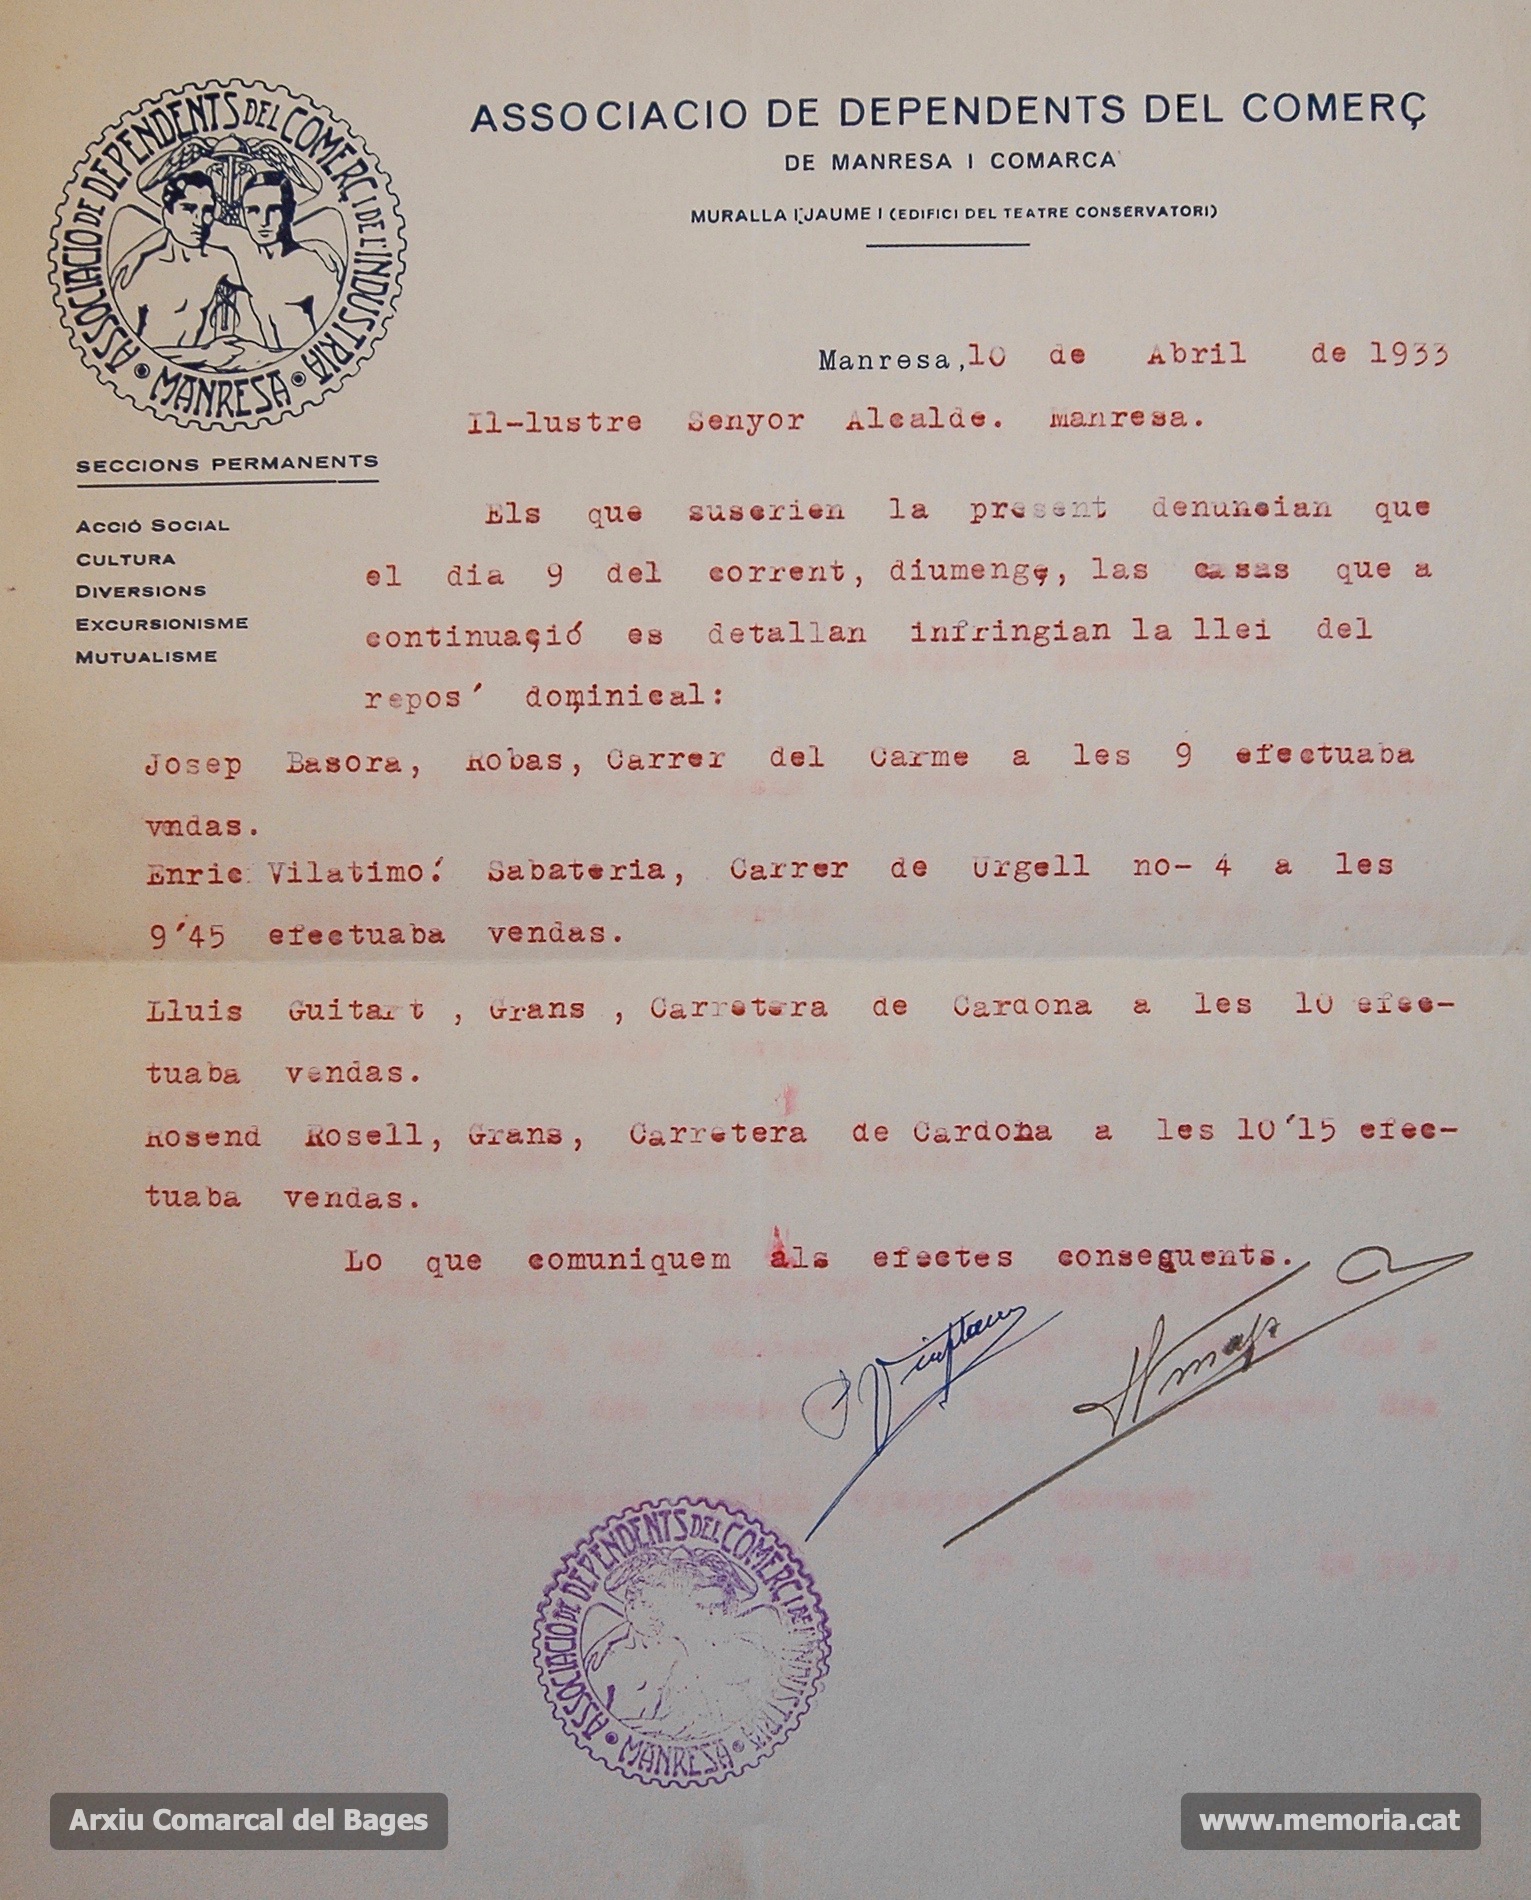 ASSOCIACIO DE DEPENDENTS DEL COMERÇ I DE L'INDUSTRIA • MANRESA •
ASSOCIACIO DE DEPENDENTS DEL COMERÇ
DE MANRESA I COMARCA
MURALLA JAUME I (EDIFICI DEL TEATRE CONSERVATORI)
Manresa, 10 de Abril de 1933
Il-lustre Senyor Alcalde. Manresa.
SECCIONS PERMANENTS
ACCIÓ SOCIAL
CULTURA
DIVERSIONS
EXCURSIONISME
MUTUALISME
Els que suscrien la present denuncian que
el dia 9 del corrent, diumenge, las casas que a
continuació es detallan infringian la llei del
repos´ dominical:
Josep Basora, Robas, Carrer del Carme a les 9 efectuaba
vndas.
Enric Vilatimo´. Sabateria, Carrer de Urgell no- 4 a les
9´45 efectuaba vendas.
Lluis Guitart , Grans , Carretera de Cardona a les 10 efec-
tuaba vendas.
Rosend Rosell, Grans, Carretera de Cardona a les 10´15 efec-
tuaba vendas.
Lo que comuniquem als efectes conseguents.
ASSOCIACIO DE DEPENDENTS DEL COMERÇ I DE L'INDUSTRIA • MANRESA •
Arxiu Comarcal del Bages
www.memoria.cat